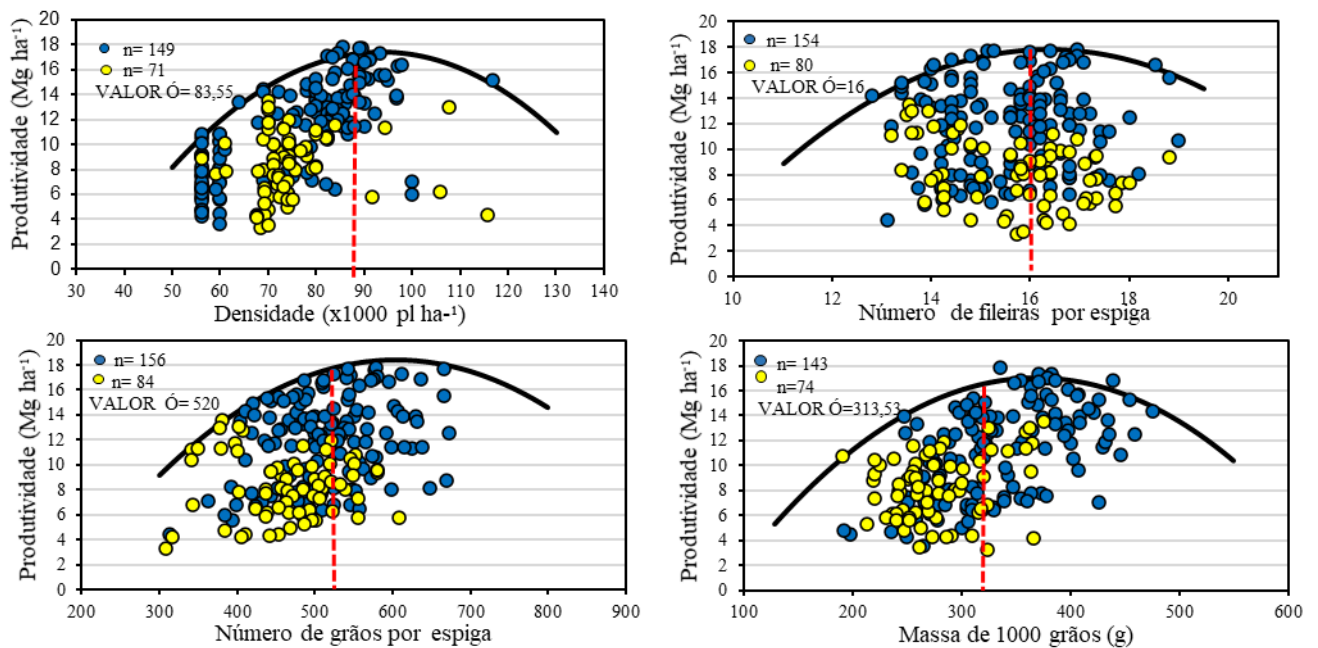 Produtividade (Mg ha⁻¹)
20
18
16
14
12
10
8
6
4
2
0
n= 149
n= 71
VALOR Ó= 83,55
30 40 50 60 70 80 90 100 110 120 130 140
Densidade (x1000 pl ha-¹)
Produtividade (Mg ha⁻¹)
20
18
16
14
12
10
8
6
4
2
0
n= 154
n= 80
VALOR Ó=16
10 12 14 16 18 20
Número de fileiras por espiga
Produtividade (Mg ha⁻¹)
20
18
16
14
12
10
8
6
4
2
0
n= 156
n= 84
VALOR Ó= 520
200 300 400 500 600 700 800 900
Número de grãos por espiga
Produtividade (Mg ha⁻¹)
20
18
16
14
12
10
8
6
4
2
0
n= 143
n=74
VALOR Ó=313,53
100 200 300 400 500 600
Massa de 1000 grãos (g)